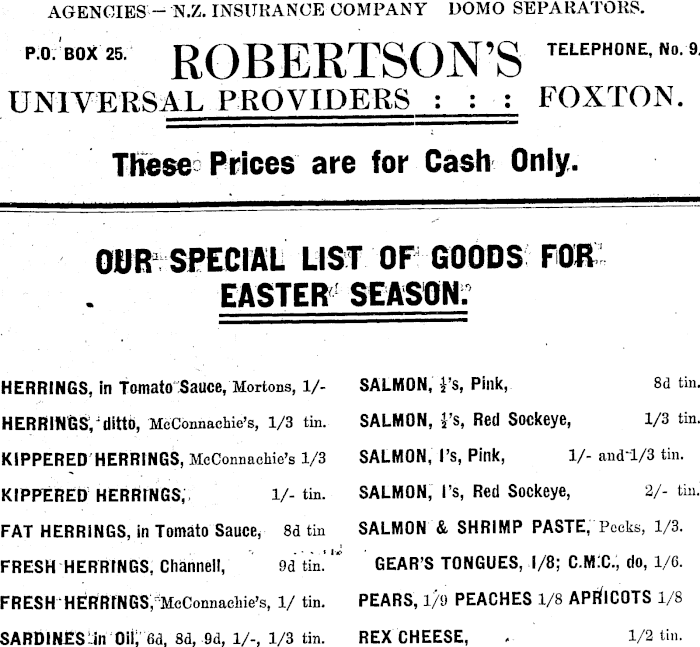 AGENCIES — N.Z. INSURANCE COMPANY DOMO SEPARATORS.
P.O. BOX 25.
ROBERTSON'S
TELEPHONE, No. 9.
UNIVERSAL PROVIDERS : : : FOXTON.
These Prices are for Cash Only.
OUR SPECIAL LIST OF GOODS FOR
EASTER SEASON.
HERRINGS, in Tomato Sauce, Mortons, 1/-
HERRINGS, ditto, McConnachie's, 1/3 tin.
KIPPERED HERRINGS, McConnachie's 1/3
KIPPERED HERRINGS, 1/- tin.
FAT HERRINGS, in Tomato Sauce, 8d tin
FRESH HERRINGS, Channell, 9d tin.
FRESH HERRINGS, McConnachie's, 1/ tin.
SARDINES in Oil, 6d, 8d, 9d, 1/-, 1/3 tin.
SALMON, ½'s, Pink, 8d tin.
SALMON, ½'s, Red Sockeye, 1/3 tin.
SALMON, I's, Pink, 1/- and 1/3 tin.
SALMON, I's, Red Sockeye, 2/- tin.
SALMON & SHRIMP PASTE, Pecks, 1/3.
GEAR'S TONGUES, I/8; C.M.C., do, 1/6.
PEARS, 1/9 PEACHES 1/8 APRICOTS 1/8
REX CHEESE, 1/2 tin.